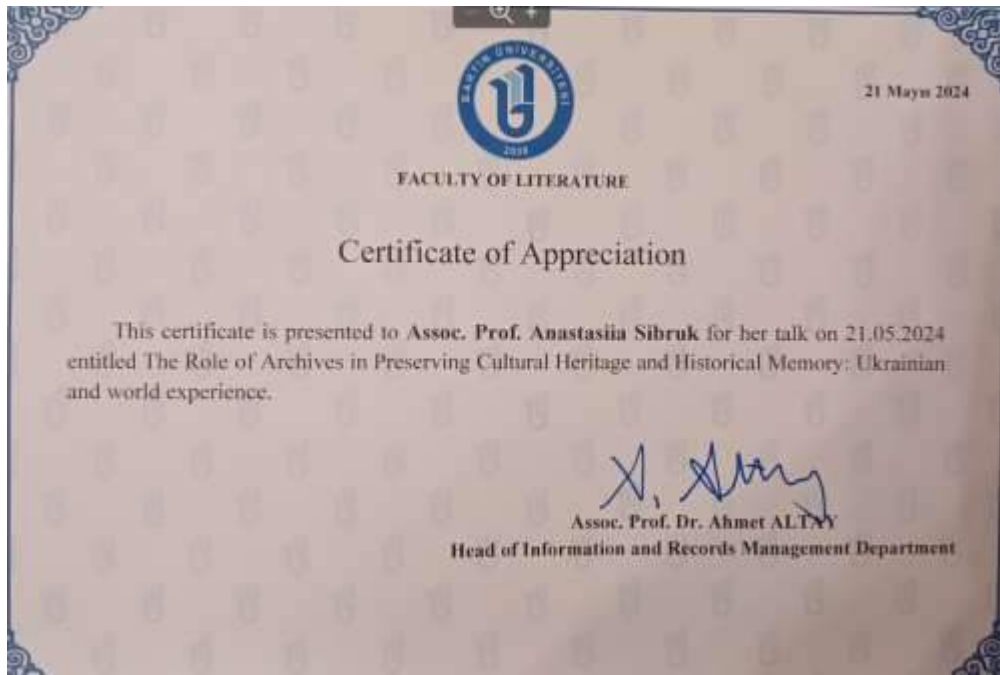 BARTIN ÜNİVERSİTESİ
2008
21 Mayıs 2024
FACULTY OF LITERATURE
Certificate of Appreciation
This certificate is presented to Assoc. Prof. Anastasiia Sibruk for her talk on 21.05.2024
entitled The Role of Archives in Preserving Cultural Heritage and Historical Memory: Ukrainian
and world experience.
Assoc. Prof. Dr. Ahmet ALTAY
Head of Information and Records Management Department